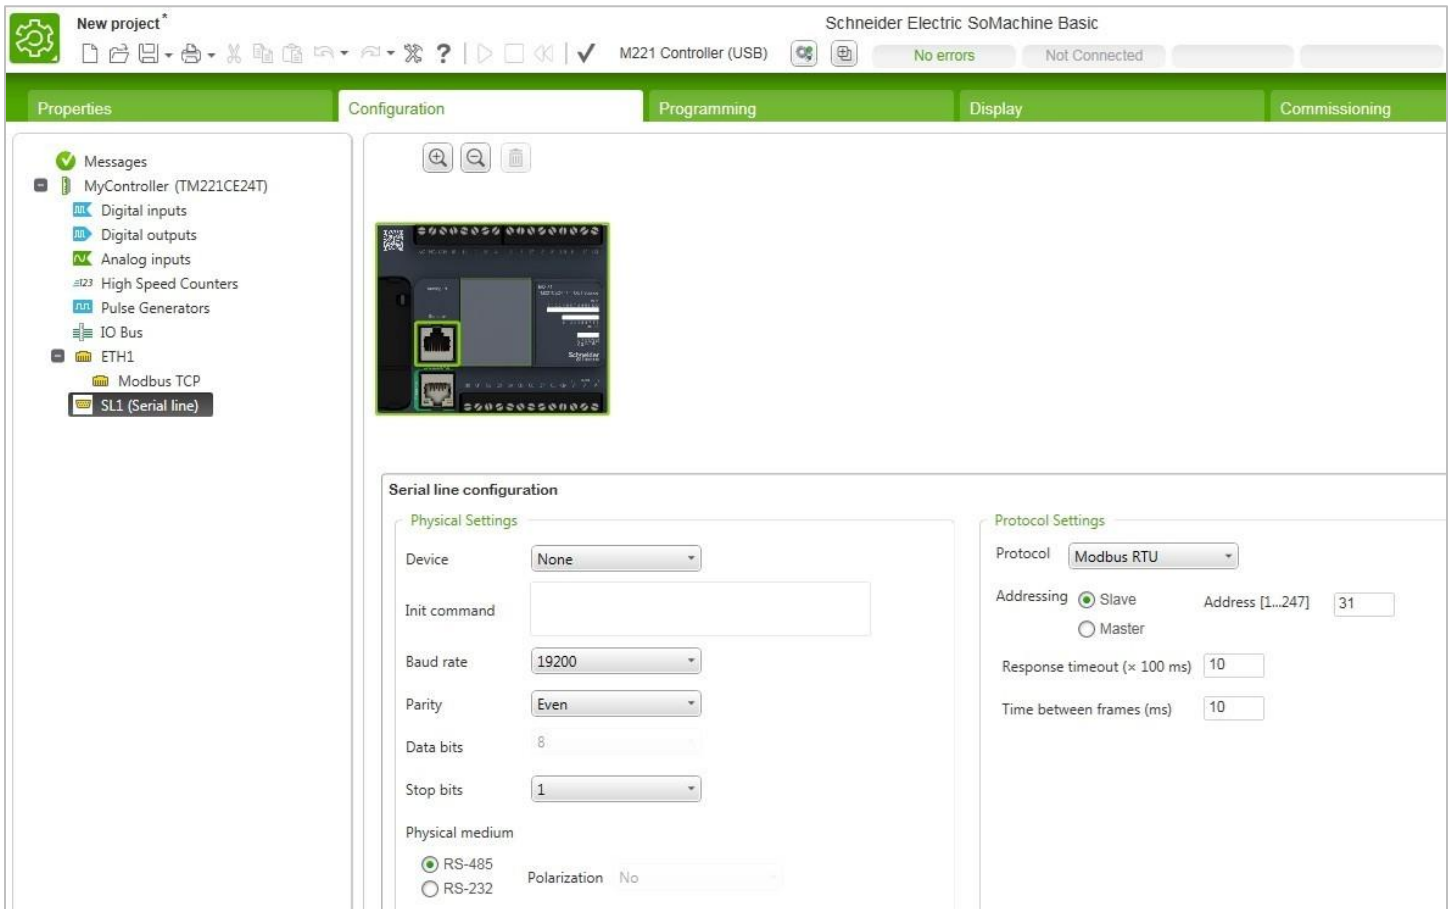 New project*
Schneider Electric SoMachine Basic
? M221 Controller (USB) No errors Not Connected
Properties Configuration Programming Display Commissioning
Messages
MyController (TM221CE24T)
Digital inputs
Digital outputs
Analog inputs
High Speed Counters
Pulse Generators
IO Bus
ETH1
Modbus TCP
SL1 (Serial line)
Schneider
Serial line configuration
Physical Settings
Device None
Init command
Baud rate 19200
Parity Even
Data bits 8
Stop bits 1
Physical medium
RS-485
RS-232
Polarization No
Protocol Settings
Protocol Modbus RTU
Addressing Slave Address [1...247] 31
Master
Response timeout (× 100 ms) 10
Time between frames (ms) 10